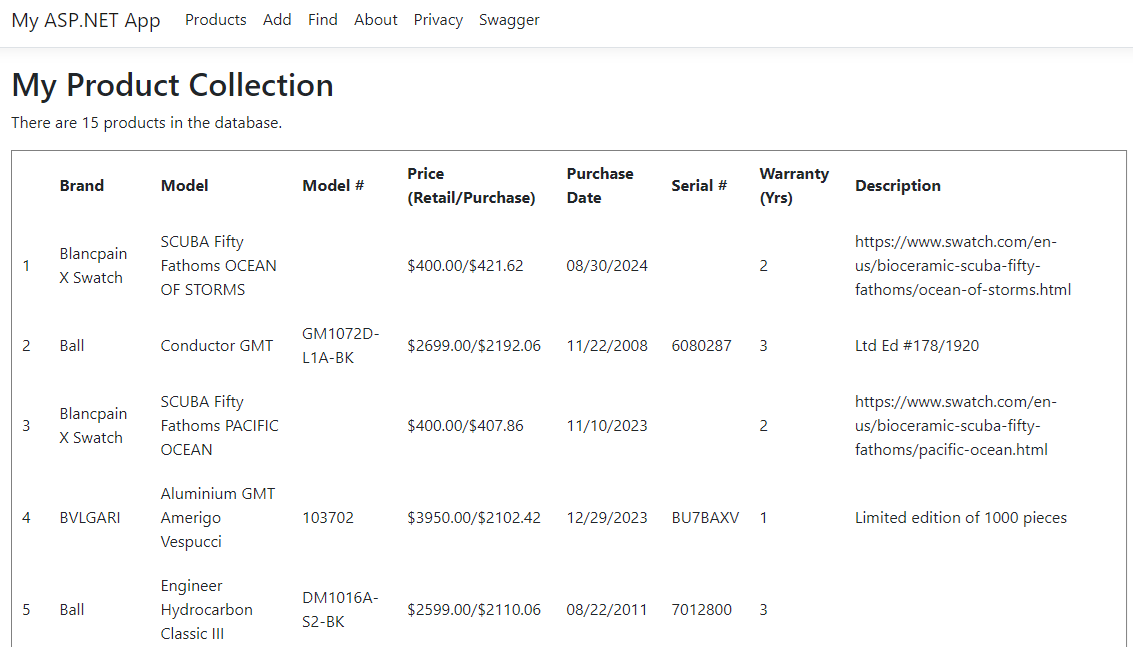 My ASP.NET App Products Add Find About Privacy Swagger
My Product Collection
There are 15 products in the database.
Brand Model Model # Price (Retail/Purchase) Purchase Date Serial # Warranty (Yrs) Description
1 Blancpain X Swatch SCUBA Fifty Fathoms OCEAN OF STORMS $400.00/$421.62 08/30/2024 2 https://www.swatch.com/en-us/bioceramic-scuba-fifty-fathoms/ocean-of-storms.html
2 Ball Conductor GMT GM1072D-L1A-BK $2699.00/$2192.06 11/22/2008 6080287 3 Ltd Ed #178/1920
3 Blancpain X Swatch SCUBA Fifty Fathoms PACIFIC OCEAN $400.00/$407.86 11/10/2023 2 https://www.swatch.com/en-us/bioceramic-scuba-fifty-fathoms/pacific-ocean.html
4 BVLGARI Aluminium GMT Amerigo Vespucci 103702 $3950.00/$2102.42 12/29/2023 BU7BAXV 1 Limited edition of 1000 pieces
5 Ball Engineer Hydrocarbon Classic III DM1016A-S2-BK $2599.00/$2110.06 08/22/2011 7012800 3